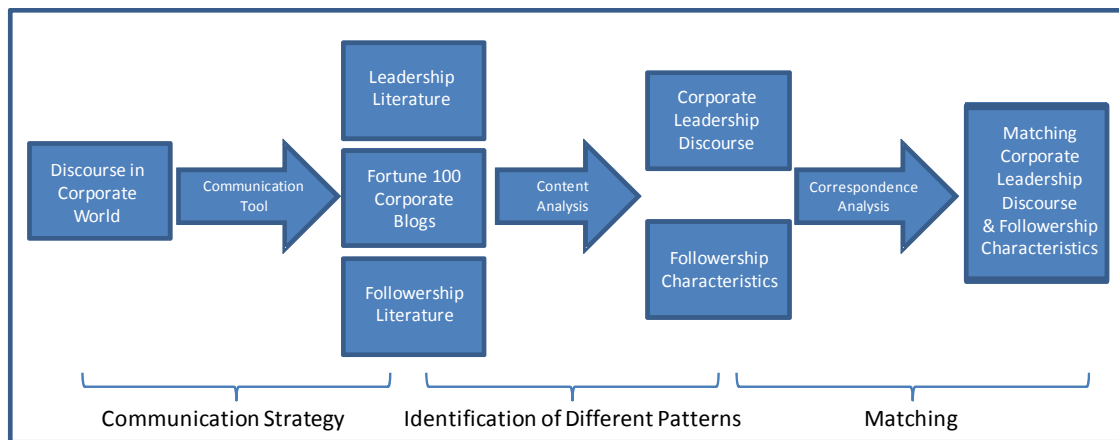 Discourse in
Corporate
World
Communication
Tool
Leadership
Literature
Fortune 100
Corporate
Blogs
Followership
Literature
Content
Analysis
Corporate
Leadership
Discourse
Followership
Characteristics
Correspondence
Analysis
Matching
Corporate
Leadership
Discourse
& Followership
Characteristics
Communication Strategy
Identification of Different Patterns
Matching